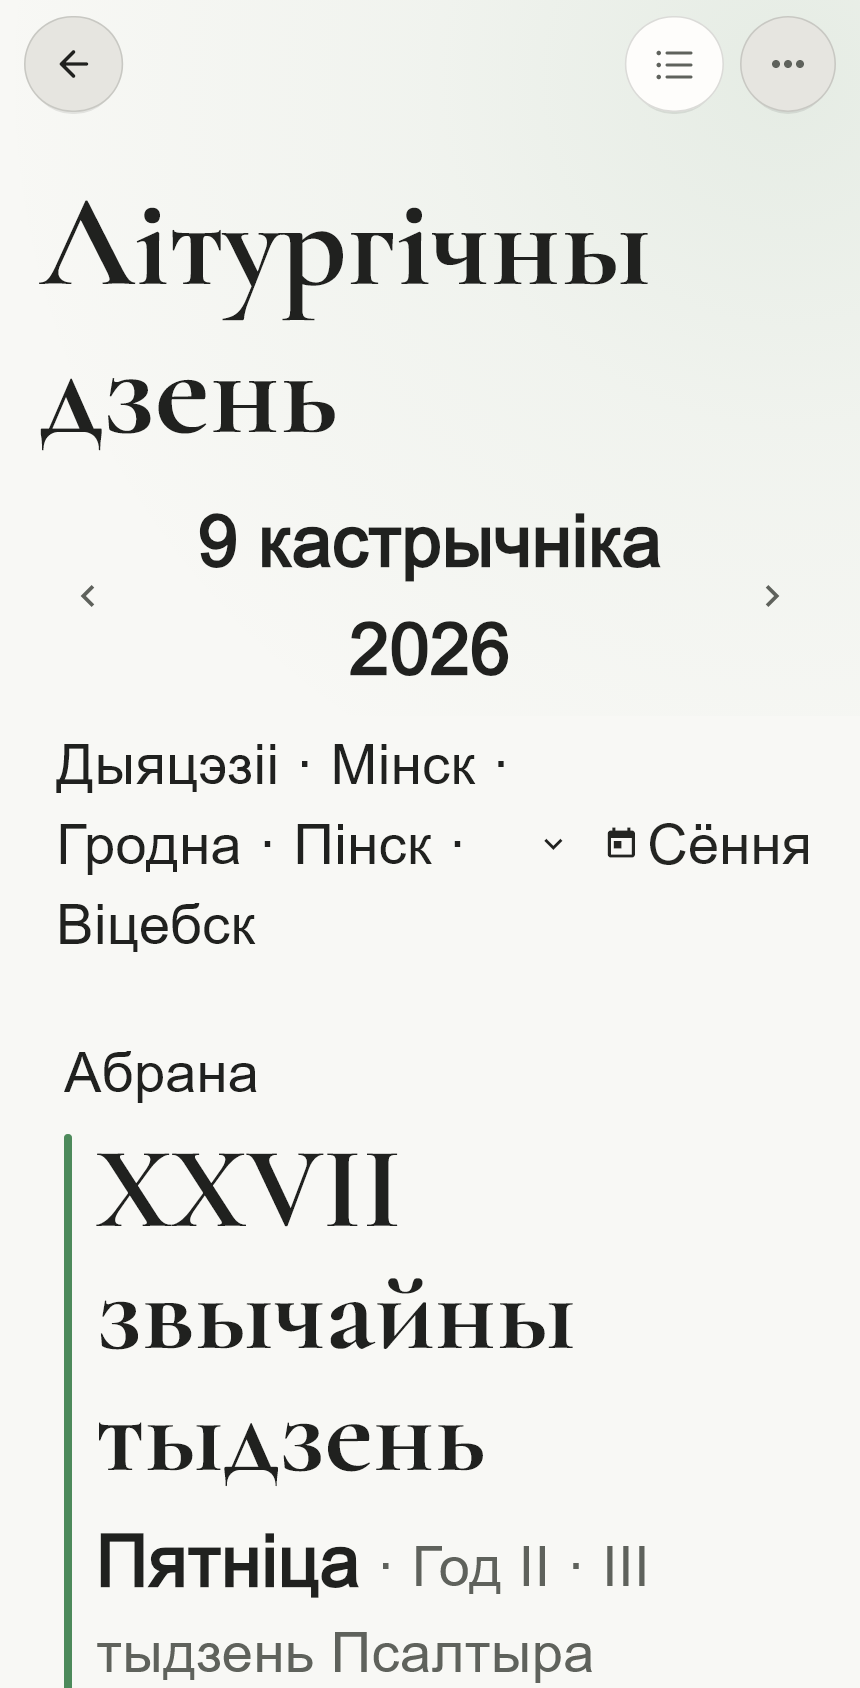 Літургічны
дзень
9 кастрычніка
2026
Дыяцэзіі · Мінск ·
Гродна · Пінск ·
Віцебск
Сёння
Абрана
XXVII
звычайны
тыдзень
Пятніца · Год II · III
тыдзень Псалтыра